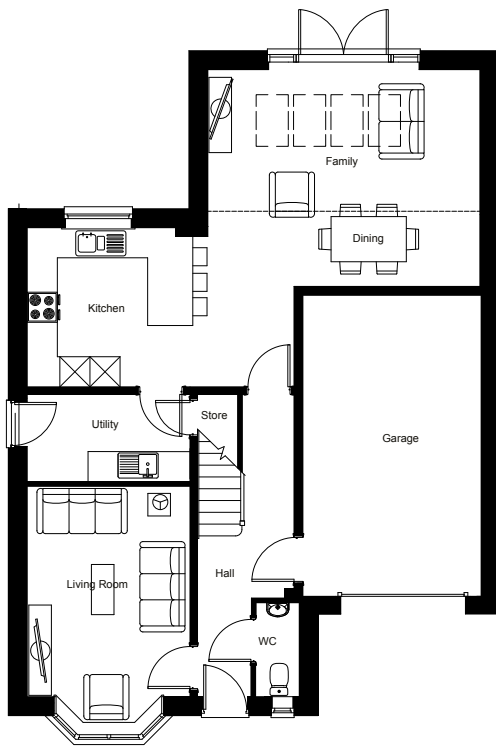 Family
Dining
Kitchen
Store
Utility
Garage
Hall
Living Room
WC